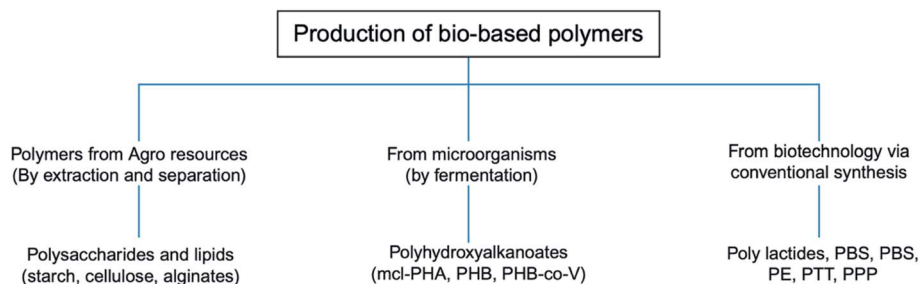 Production of bio-based polymers
Polymers from Agro resources
(By extraction and separation)
From microorganisms
(by fermentation)
From biotechnology via
conventional synthesis
Polysaccharides and lipids
(starch, cellulose, alginates)
Polyhydroxyalkanoates
(mcl-PHA, PHB, PHB-co-V)
Poly lactides, PBS, PBS,
PE, PTT, PPP